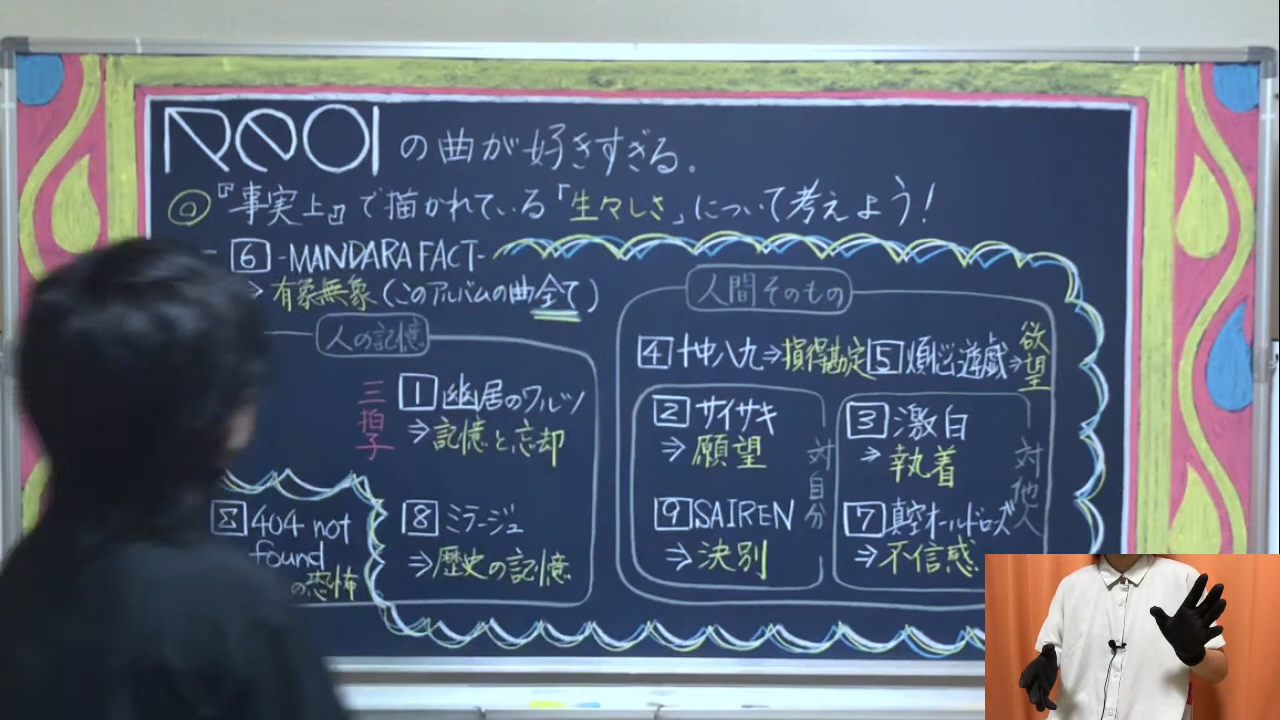 Reol の曲が好きすぎる。
◎『事実上』で描かれている「生々しさ」について考えよう!
6 -MANDARA FACT-
有象無象(このアルバムの曲全て)
人の記憶
三拍子
1 幽居のワルツ
⇒記憶と忘却
Σ 404 not found
の恐怖
8 ミラージュ
⇒歴史の記憶
人間そのもの
4 十中八九⇒損得勘定
5 煩悩遊戯⇒欲望
2 サイサキ
⇒願望
9 SAIREN
⇒決別
対自分
3 激白
⇒執着
7 真空オールドローズ
⇒不信感
対他人